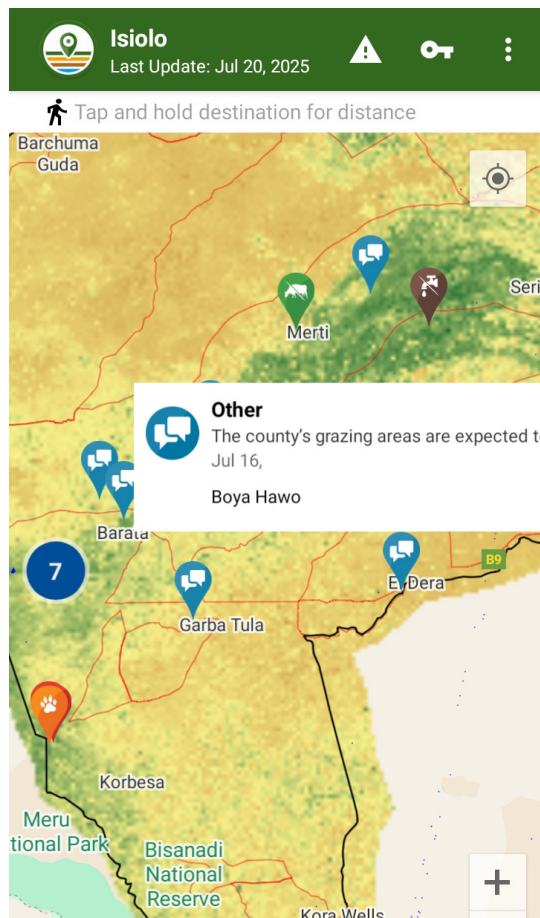 Isiolo
Last Update: Jul 20, 2025
Tap and hold destination for distance
Barchuma
Guda
Seri
Merti
Other
The county's grazing areas are expected t
Jul 16,
Boya Hawo
Barata
7
B9
El Dera
Garba Tula
Korbesa
Meru
tional Park
Bisanadi
National
Reserve
Kora Wells